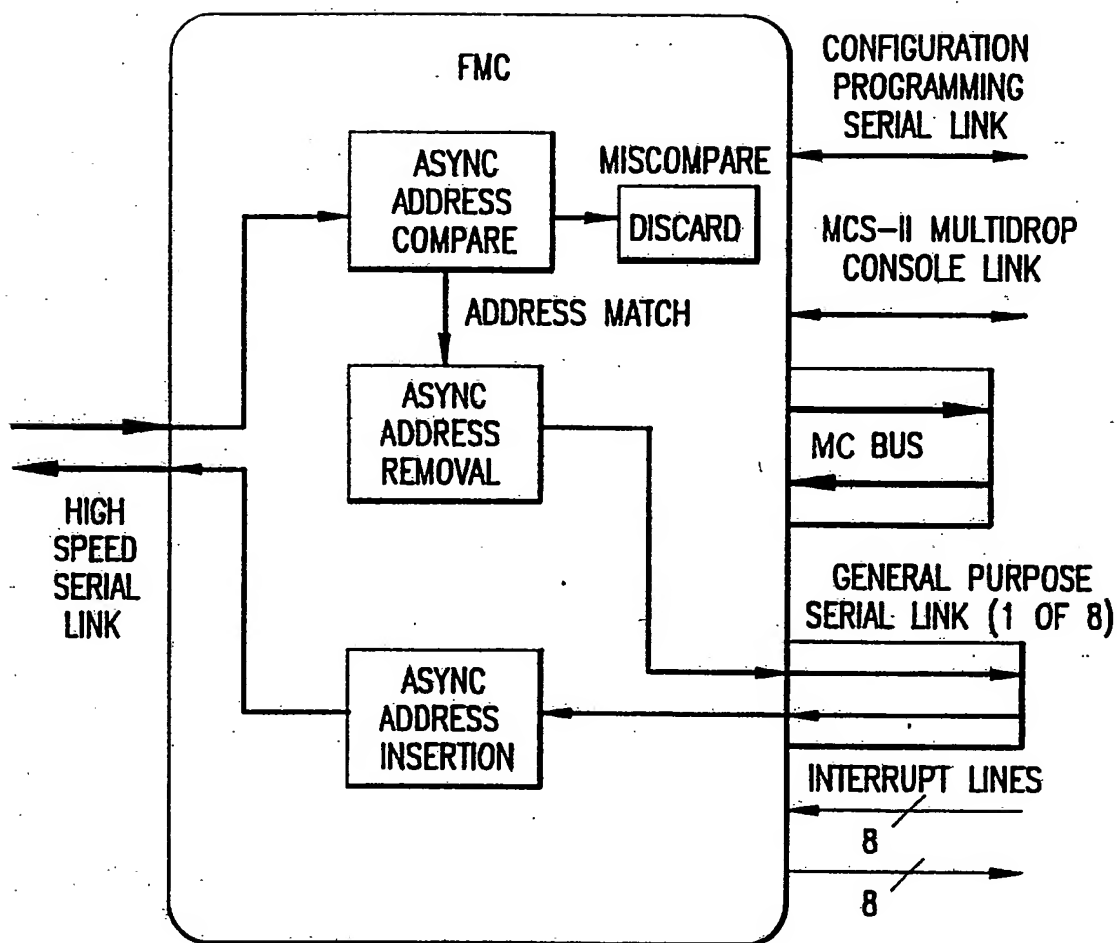 FMC
CONFIGURATION
PROGRAMMING
SERIAL LINK
ASYNC
ADDRESS
COMPARE
MISCOMPARE
DISCARD
MCS-II MULTIDROP
CONSOLE LINK
ADDRESS MATCH
ASYNC
ADDRESS
REMOVAL
MC BUS
HIGH
SPEED
SERIAL
LINK
GENERAL PURPOSE
SERIAL LINK (1 OF 8)
ASYNC
ADDRESS
INSERTION
INTERRUPT LINES
8
8